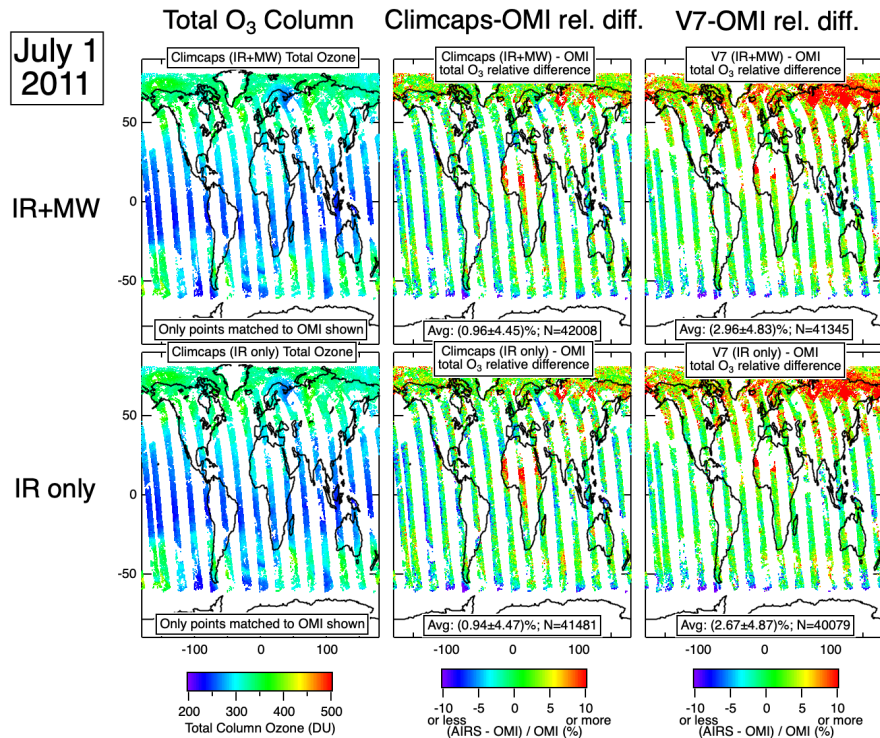 Total O3 Column
Climcaps-OMI rel. diff.
V7-OMI rel. diff.
July 1
2011
Climcaps (IR+MW) Total Ozone
Climcaps (IR+MW) - OMI
total O3 relative difference
V7 (IR+MW) - OMI
total O3 relative difference
50
IR+MW
0
-50
Only points matched to OMI shown
Avg: (0.96±4.45)%; N=42008
Avg: (2.96±4.83)%; N=41345
Climcaps (IR only) Total Ozone
Climcaps (IR only) - OMI
total O3 relative difference
V7 (IR only) - OMI
total O3 relative difference
50
IR only
0
-50
Only points matched to OMI shown
Avg: (0.94±4.47)%; N=41481
Avg: (2.67±4.87)%; N=40079
-100 0 100
0 100
-100 0 100
200 300 400 500
Total Column Ozone (DU)
-10 -5 0 5 10
or less or more
(AIRS - OMI) / OMI (%)
-10 -5 0 5 10
or less or more
(AIRS - OMI) / OMI (%)